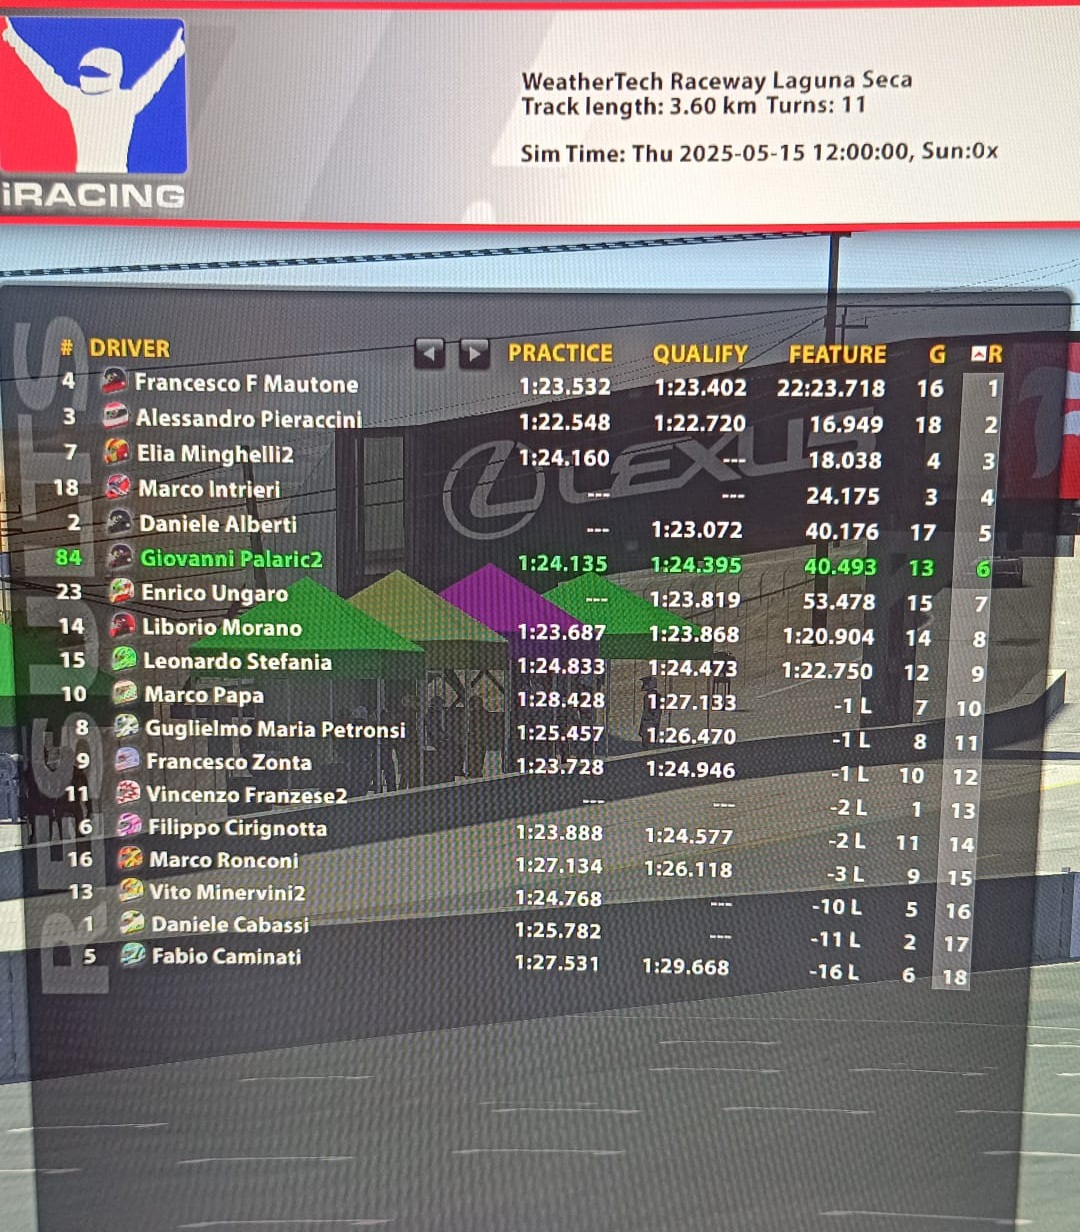 WeatherTech Raceway Laguna Seca
Track length: 3.60 km Turns: 11
Sim Time: Thu 2025-05-15 12:00:00, Sun:0x
iRACING
RESULTS
LEXUS
# DRIVER PRACTICE QUALIFY FEATURE G R
4 Francesco F Mautone 1:23.532 1:23.402 22:23.718 16 1
3 Alessandro Pieraccini 1:22.548 1:22.720 16.949 18 2
7 Elia Minghelli2 1:24.160 --- 18.038 4 3
18 Marco Intrieri --- --- 24.175 3 4
2 Daniele Alberti --- 1:23.072 40.176 17 5
84 Giovanni Palaric2 1:24.135 1:24.395 40.493 13 6
23 Enrico Ungaro --- 1:23.819 53.478 15 7
14 Liborio Morano 1:23.687 1:23.868 1:20.904 14 8
15 Leonardo Stefania 1:24.833 1:24.473 1:22.750 12 9
10 Marco Papa 1:28.428 1:27.133 -1 L 7 10
8 Guglielmo Maria Petronsi 1:25.457 1:26.470 -1 L 8 11
9 Francesco Zonta 1:23.728 1:24.946 -1 L 10 12
11 Vincenzo Franzese2 --- --- -2 L 1 13
6 Filippo Cirignotta 1:23.888 1:24.577 -2 L 11 14
16 Marco Ronconi 1:27.134 1:26.118 -3 L 9 15
13 Vito Minervini2 1:24.768 --- -10 L 5 16
1 Daniele Cabassi 1:25.782 --- -11 L 2 17
5 Fabio Caminati 1:27.531 1:29.668 -16 L 6 18